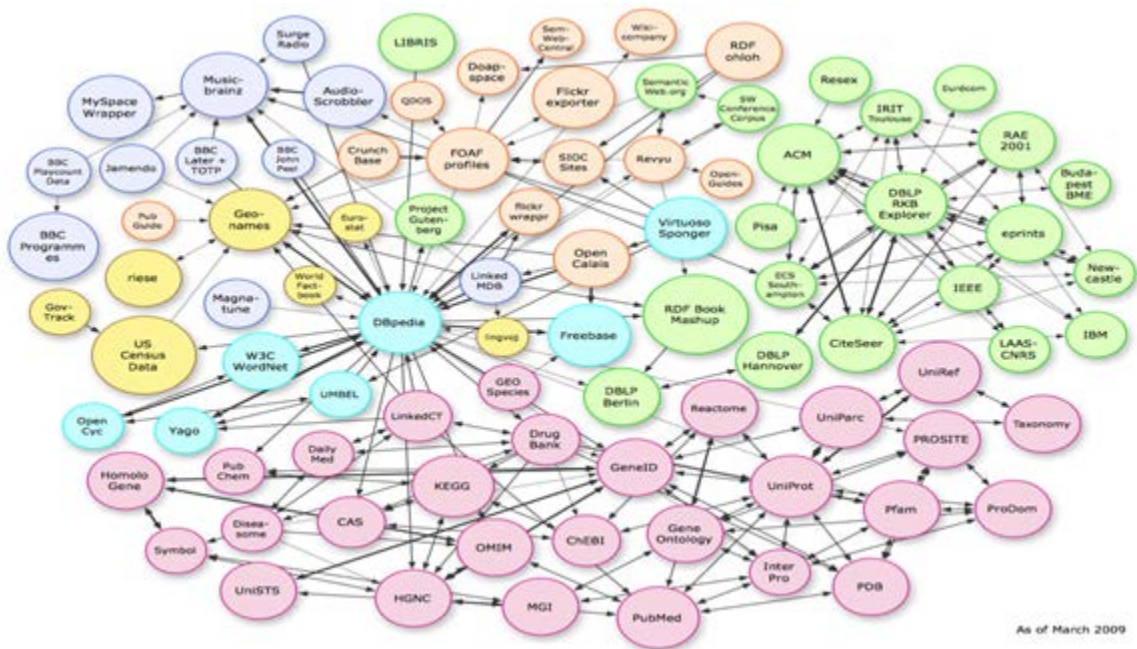 Surge
Radio
LIBRIS
Sem-
Web-
Central
Wiki-
company
RDF
ohloh
Doap-
space
Music-
brainz
Audio-
Scrobbler
MySpace
Wrapper
QDOS
Flickr
exporter
Semantic
Web.org
SW
Conference
Corpus
Resex
Eurécom
IRIT
Toulouse
RAE
2001
ACM
BBC
Playcount
Data
Jamendo
BBC
Later +
TOTP
BBC
John
Peel
Crunch
Base
FOAF
profiles
SIOC
Sites
Revyu
Open-
Guides
DBLP
RKB
Explorer
Buda-
pest
BME
Pub
Guide
Geo-
names
Euro-
stat
Project
Guten-
berg
flickr
wrappr
Virtuoso
Sponger
Pisa
eprints
BBC
Programm
es
riese
World
Fact-
book
Linked
MDB
Open
Calais
ECS
South-
ampton
IEEE
New-
castle
Gov-
Track
Magna-
tune
DBpedia
lingvoj
Freebase
RDF Book
Mashup
CiteSeer
LAAS-
CNRS
IBM
US
Census
Data
W3C
WordNet
UMBEL
GEO
Species
DBLP
Berlin
DBLP
Hannover
UniRef
Open
Cyc
Yago
LinkedCT
Reactome
UniParc
Taxonomy
Daily
Med
Drug
Bank
PROSITE
Homolo
Gene
Pub
Chem
KEGG
GeneID
UniProt
Pfam
ProDom
Symbol
Disea-
some
CAS
OMIM
ChEBI
Gene
Ontology
Inter
Pro
PDB
UniSTS
HGNC
MGI
PubMed
As of March 2009